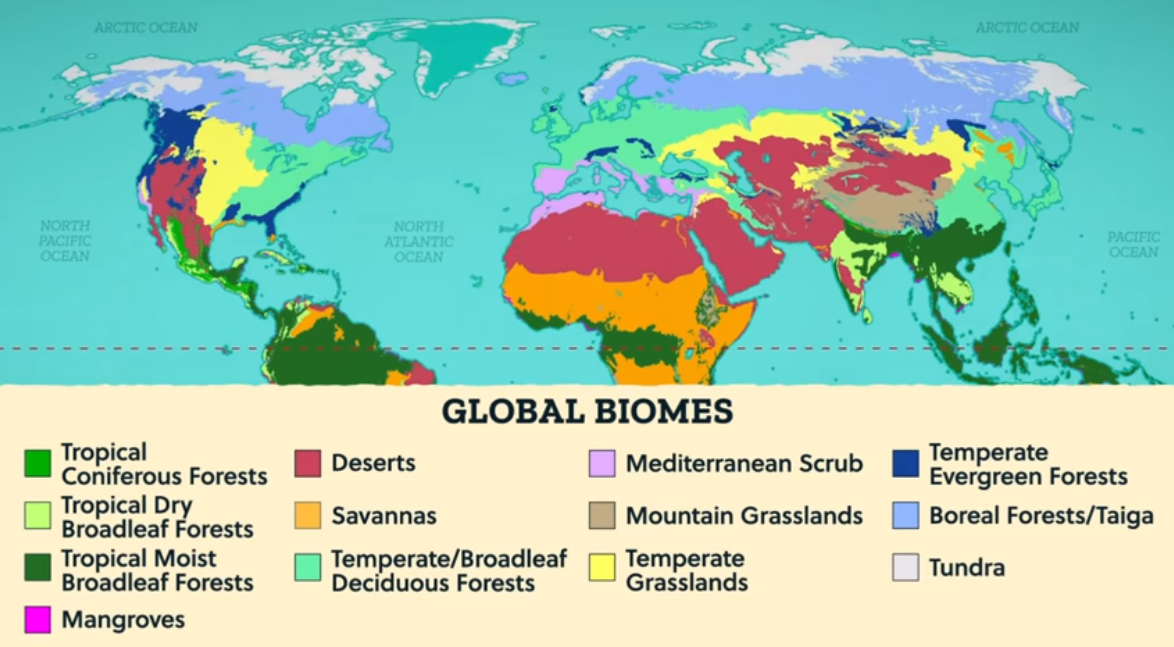 ARCTIC OCEAN
ARCTIC OCEAN
NORTH
PACIFIC
OCEAN
NORTH
ATLANTIC
OCEAN
PACIFIC
OCEAN
GLOBAL BIOMES
Tropical
Coniferous Forests
Tropical Dry
Broadleaf Forests
Tropical Moist
Broadleaf Forests
Mangroves
Deserts
Savannas
Temperate/Broadleaf
Deciduous Forests
Mediterranean Scrub
Mountain Grasslands
Temperate
Grasslands
Temperate
Evergreen Forests
Boreal Forests/Taiga
Tundra